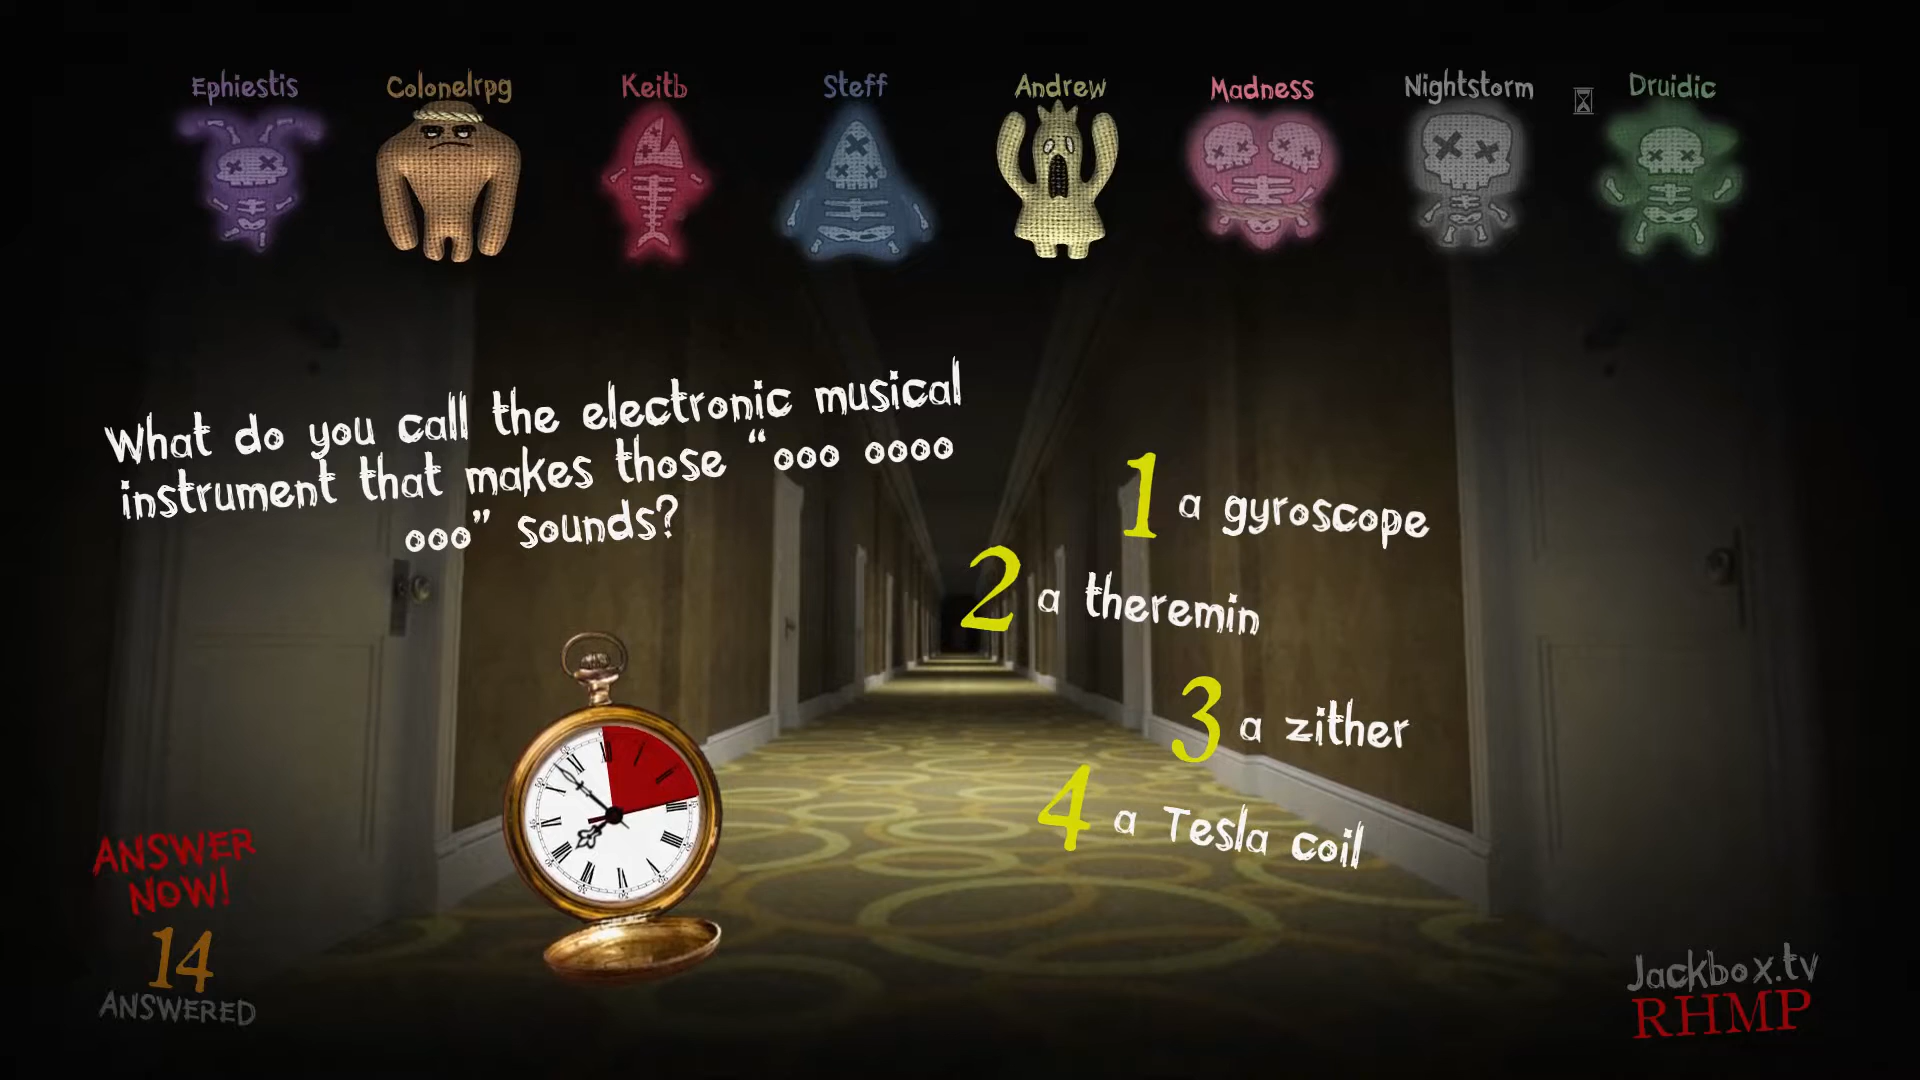 Ephiestis
Colonelrpg
Keitb
Steff
Andrew
Madness
Nightstorm
Druidic
What do you call the electronic musical
instrument that makes those “ooo oooo
ooo” sounds?
1 a gyroscope
2 a theremin
3 a zither
4 a Tesla coil
ANSWER
NOW!
14
ANSWERED
Jackbox.tv
RHMP